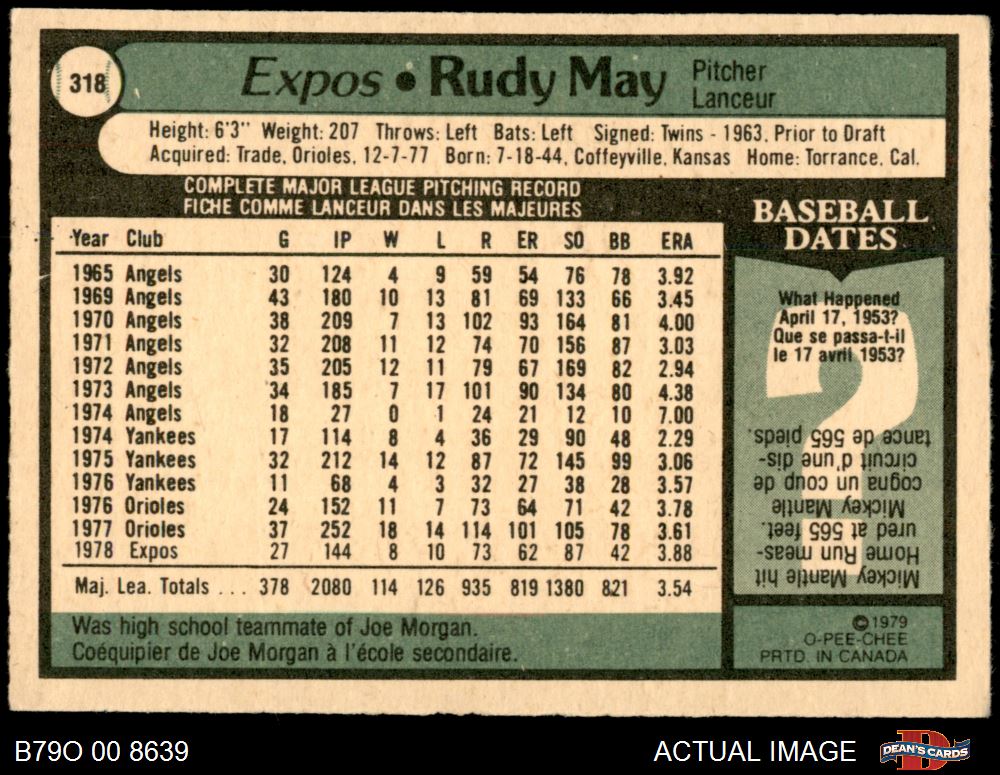 318
Expos • Rudy May Pitcher
Lanceur
Height: 6'3" Weight: 207 Throws: Left Bats: Left Signed: Twins - 1963, Prior to Draft
Acquired: Trade, Orioles, 12-7-77 Born: 7-18-44, Coffeyville, Kansas Home: Torrance, Cal.
COMPLETE MAJOR LEAGUE PITCHING RECORD
FICHE COMME LANCEUR DANS LES MAJEURES
Year Club G IP W L R ER SO BB ERA
1965 Angels 30 124 4 9 59 54 76 78 3.92
1969 Angels 43 180 10 13 81 69 133 66 3.45
1970 Angels 38 209 7 13 102 93 164 81 4.00
1971 Angels 32 208 11 12 74 70 156 87 3.03
1972 Angels 35 205 12 11 79 67 169 82 2.94
1973 Angels 34 185 7 17 101 90 134 80 4.38
1974 Angels 18 27 0 1 24 21 12 10 7.00
1974 Yankees 17 114 8 4 36 29 90 48 2.29
1975 Yankees 32 212 14 12 87 72 145 99 3.06
1976 Yankees 11 68 4 3 32 27 38 28 3.57
1976 Orioles 24 152 11 7 73 64 71 42 3.78
1977 Orioles 37 252 18 14 114 101 105 78 3.61
1978 Expos 27 144 8 10 73 62 87 42 3.88
Maj. Lea. Totals ... 378 2080 114 126 935 819 1380 821 3.54
Was high school teammate of Joe Morgan.
Coéquipier de Joe Morgan à l'école secondaire.
BASEBALL
DATES
What Happened
April 17, 1953?
Que se passa-t-il
le 17 avril 1953?
Mickey Mantle hit
Home Run meas-
ured at 565 feet.
Mickey Mantle
cogna un coup de
circuit d'une dis-
tance de 565 pieds.
©1979
O-PEE-CHEE
PRTD. IN CANADA
B79O 00 8639
ACTUAL IMAGE
DEAN'S CARDS